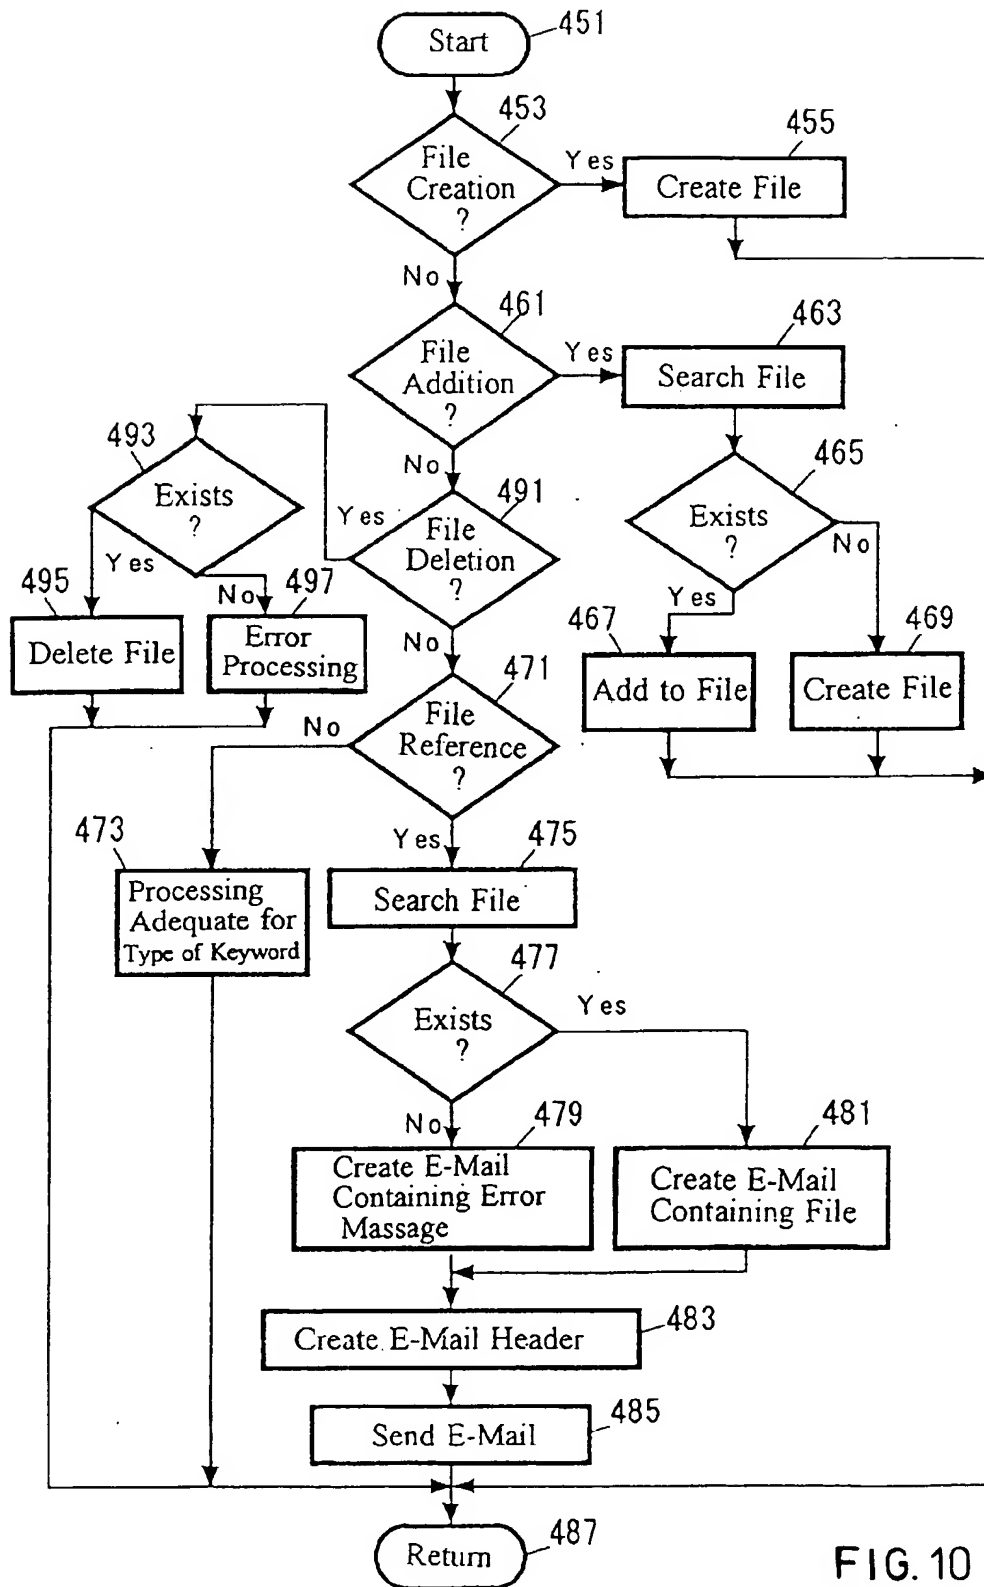 Start
451
453
File
Creation
?
Yes
455
Create File
No
461
File
Addition
?
Yes
463
Search File
493
Exists
?
Yes
No
No
491
File
Deletion
?
Yes
465
Exists
?
No
Yes
495
Delete File
497
Error
Processing
No
471
File
Reference
?
No
467
Add to File
469
Create File
473
Processing
Adequate for
Type of Keyword
Yes
475
Search File
477
Exists
?
Yes
No
479
Create E-Mail
Containing Error
Massage
481
Create E-Mail
Containing File
Create E-Mail Header
483
Send E-Mail
485
Return
487
FIG. 10